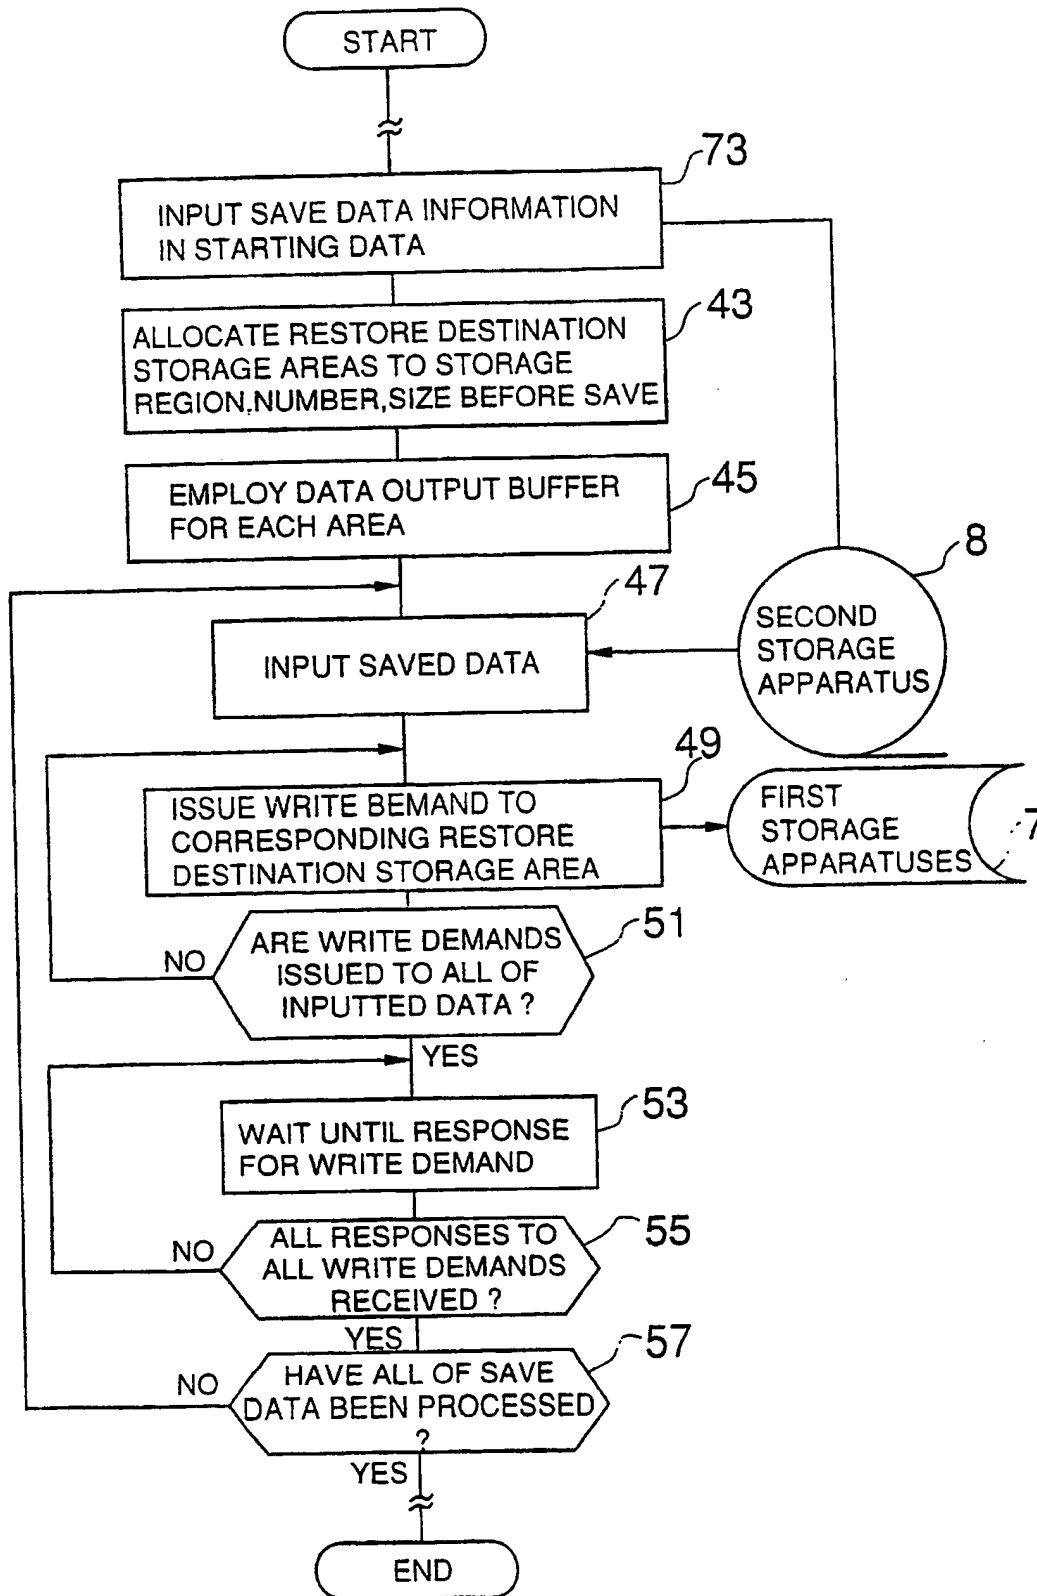 START
73
INPUT SAVE DATA INFORMATION
IN STARTING DATA
43
ALLOCATE RESTORE DESTINATION
STORAGE AREAS TO STORAGE
REGION,NUMBER,SIZE BEFORE SAVE
45
EMPLOY DATA OUTPUT BUFFER
FOR EACH AREA
8
47
SECOND
STORAGE
APPARATUS
INPUT SAVED DATA
49
ISSUE WRITE BEMAND TO
CORRESPONDING RESTORE
DESTINATION STORAGE AREA
FIRST
STORAGE
APPARATUSES
7
51
ARE WRITE DEMANDS
ISSUED TO ALL OF
INPUTTED DATA ?
NO
YES
53
WAIT UNTIL RESPONSE
FOR WRITE DEMAND
55
ALL RESPONSES TO
ALL WRITE DEMANDS
RECEIVED ?
NO
YES
57
HAVE ALL OF SAVE
DATA BEEN PROCESSED
?
NO
YES
END